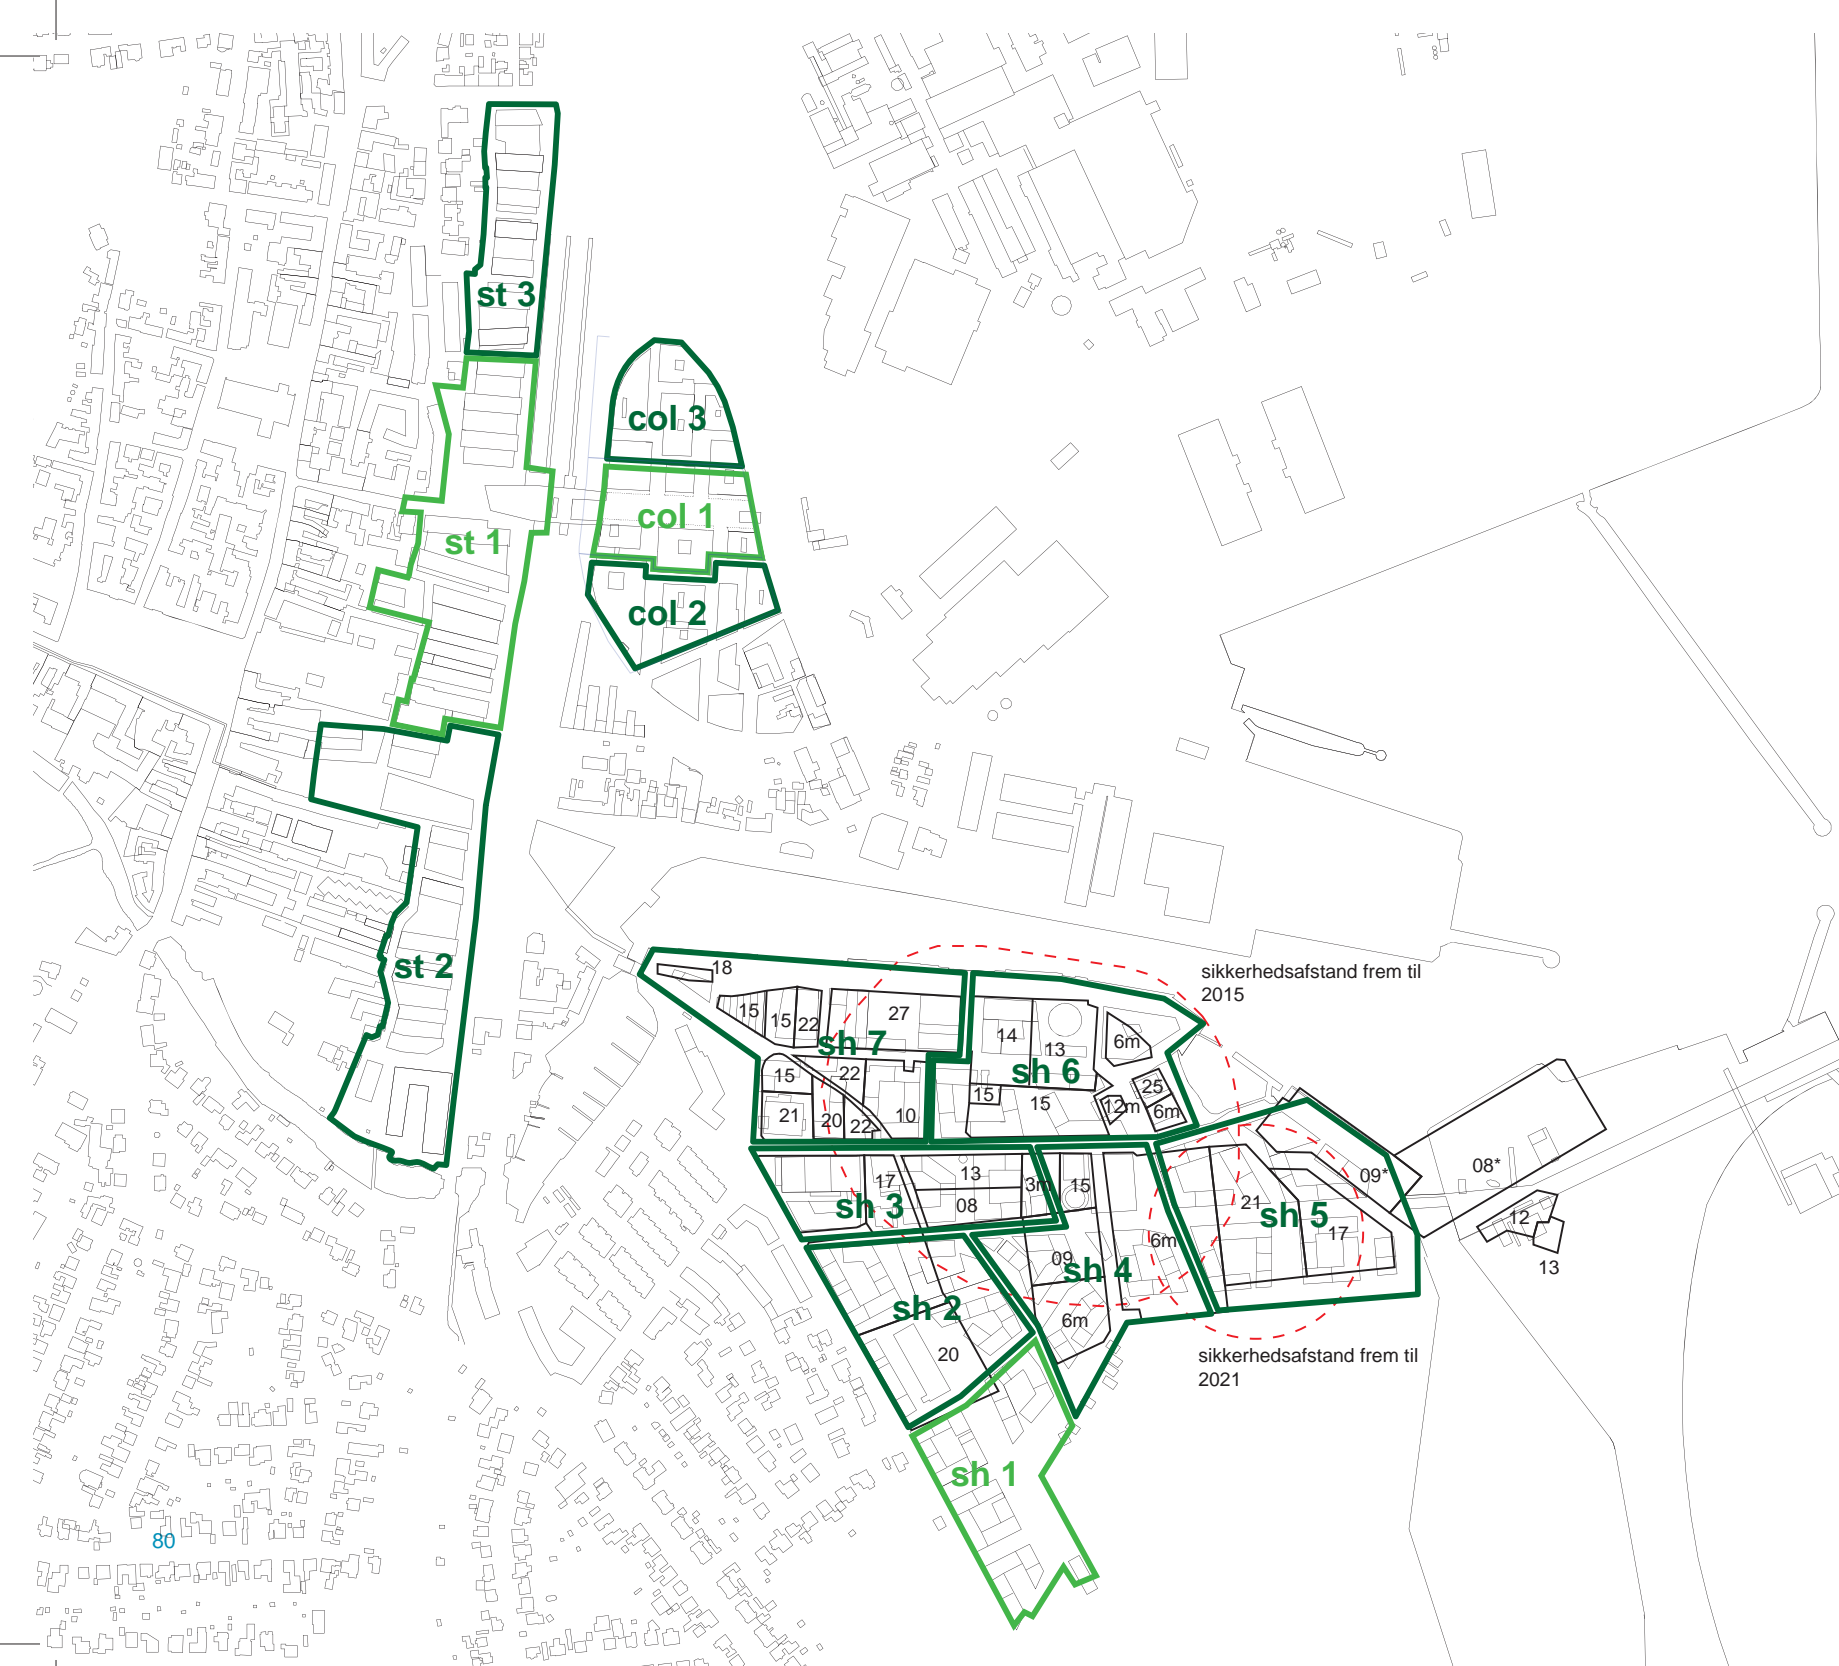 st 3
col 3
col 1
st 1
col 2
st 2
18
sikkerhedsafstand frem til
2015
15
15
22
27
sh 7
14
13
6m
sh 6
15
22
25
15
15
12m
6m
21
20
22
10
17
13
3m
15
08
sh 3
09*
08*
21
sh 5
17
12
13
6m
09
sh 4
sh 2
6m
20
sikkerhedsafstand frem til
2021
sh 1
80